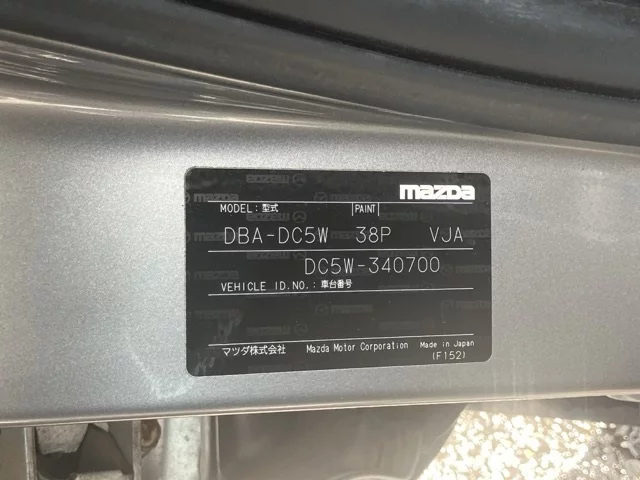 mazda
MODEL: 型式 PAINT
DBA-DC5W 38P VJA
DC5W-340700
VEHICLE ID.NO.: 車台番号
マツダ株式会社 Mazda Motor Corporation Made in Japan
(F152)